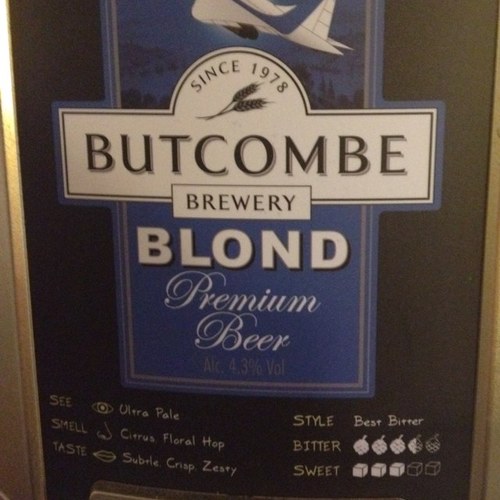 SINCE 1978
BUTCOMBE
BREWERY
BLOND
Premium
Beer
Alc. 4.3% Vol
SEE Ultra Pale
SMELL Citrus, Floral Hop
TASTE Subtle, Crisp, Zesty
STYLE Best Bitter
BITTER
SWEET